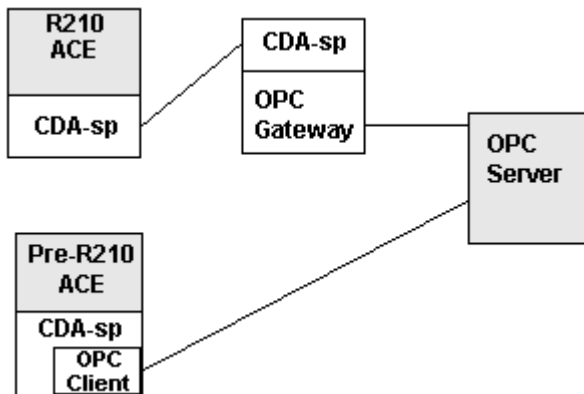 R210
ACE
CDA-sp
CDA-sp
OPC
Gateway
OPC
Server
Pre-R210
ACE
CDA-sp
OPC
Client